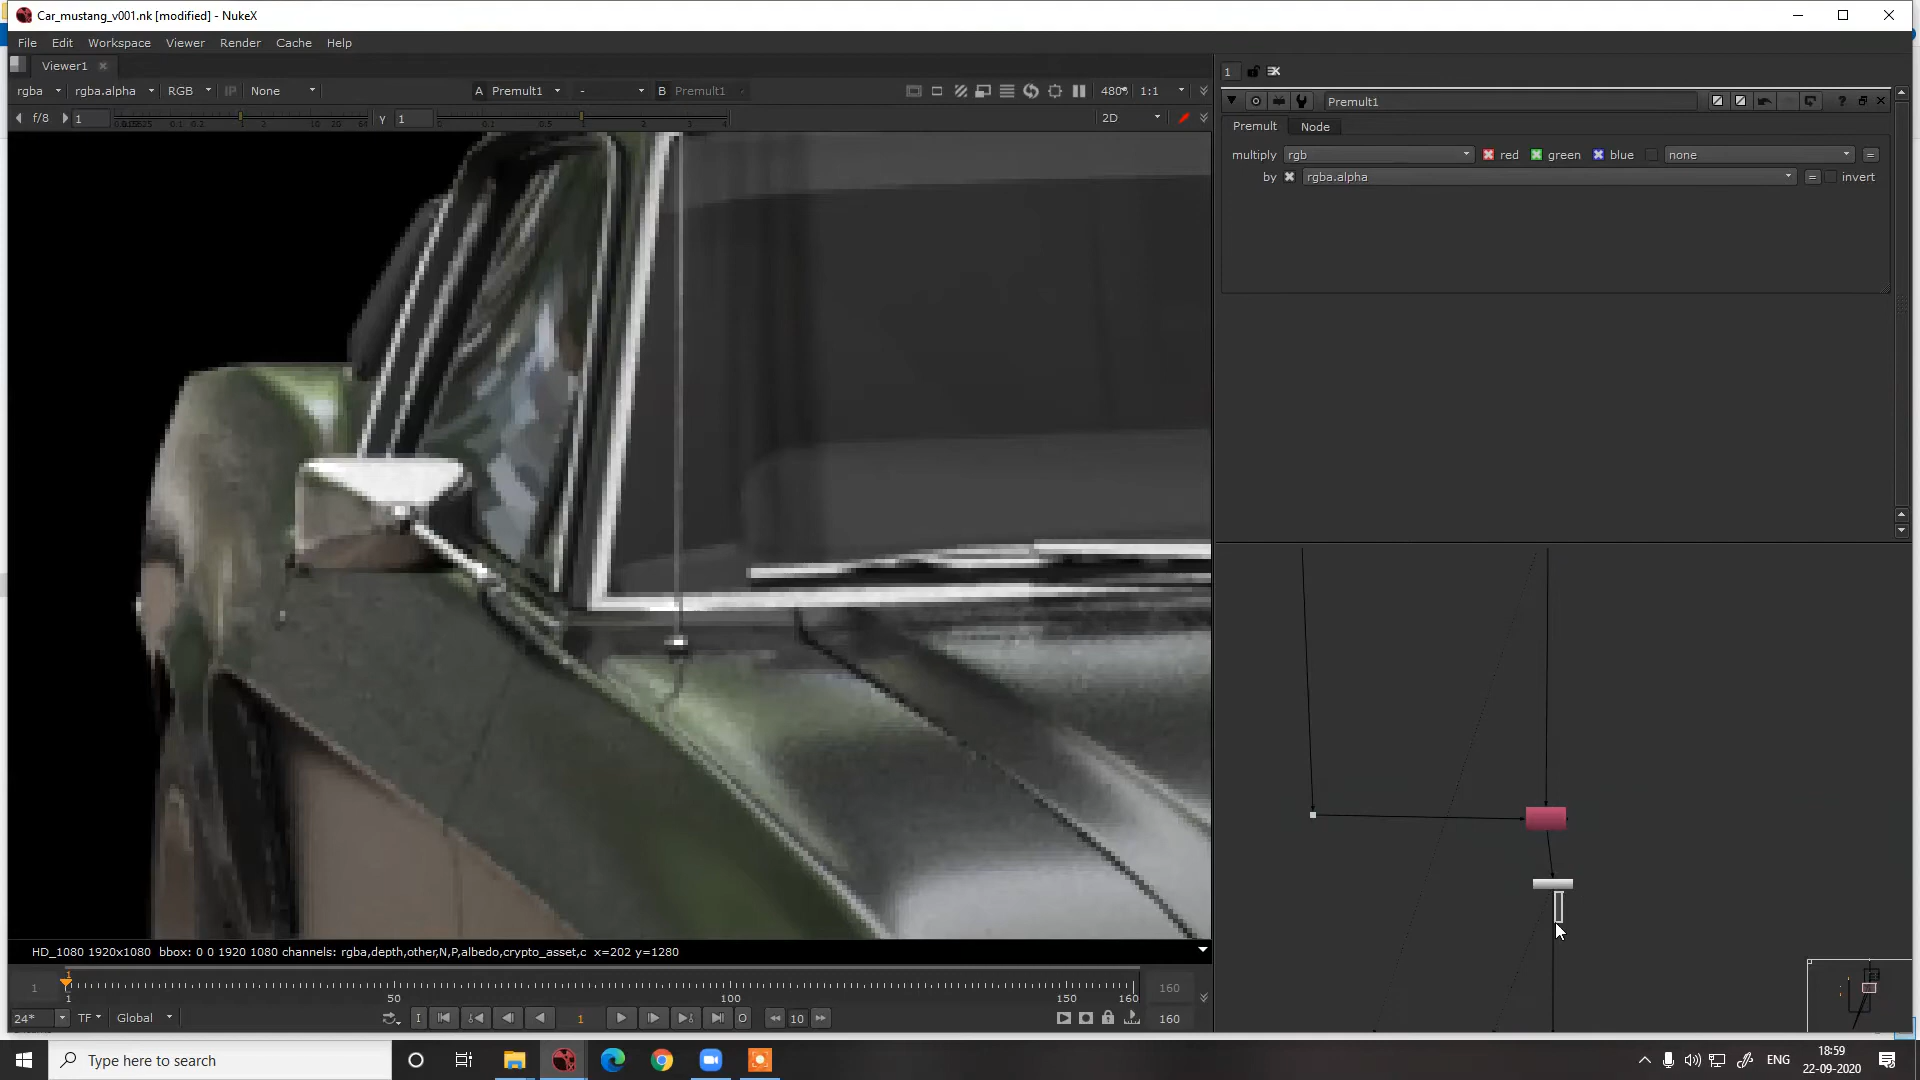 Car_mustang_v001.nk [modified] - NukeX
File Edit Workspace Viewer Render Cache Help
Viewer1
rgba rgba.alpha RGB IP None A Premult1 - B Premult1 1:1
f/8 1 y 1 2D
1
Premult1
Premult Node
multiply rgb red green blue none =
by rgba.alpha = invert
HD_1080 1920x1080 bbox: 0 0 1920 1080 channels: rgba,depth,other,N,P,albedo,crypto_asset,c x=202 y=1280
1 1 1 50 100 150 160 160
24* TF Global I 1 O 10 160
Type here to search
ENG
18:59
22-09-2020